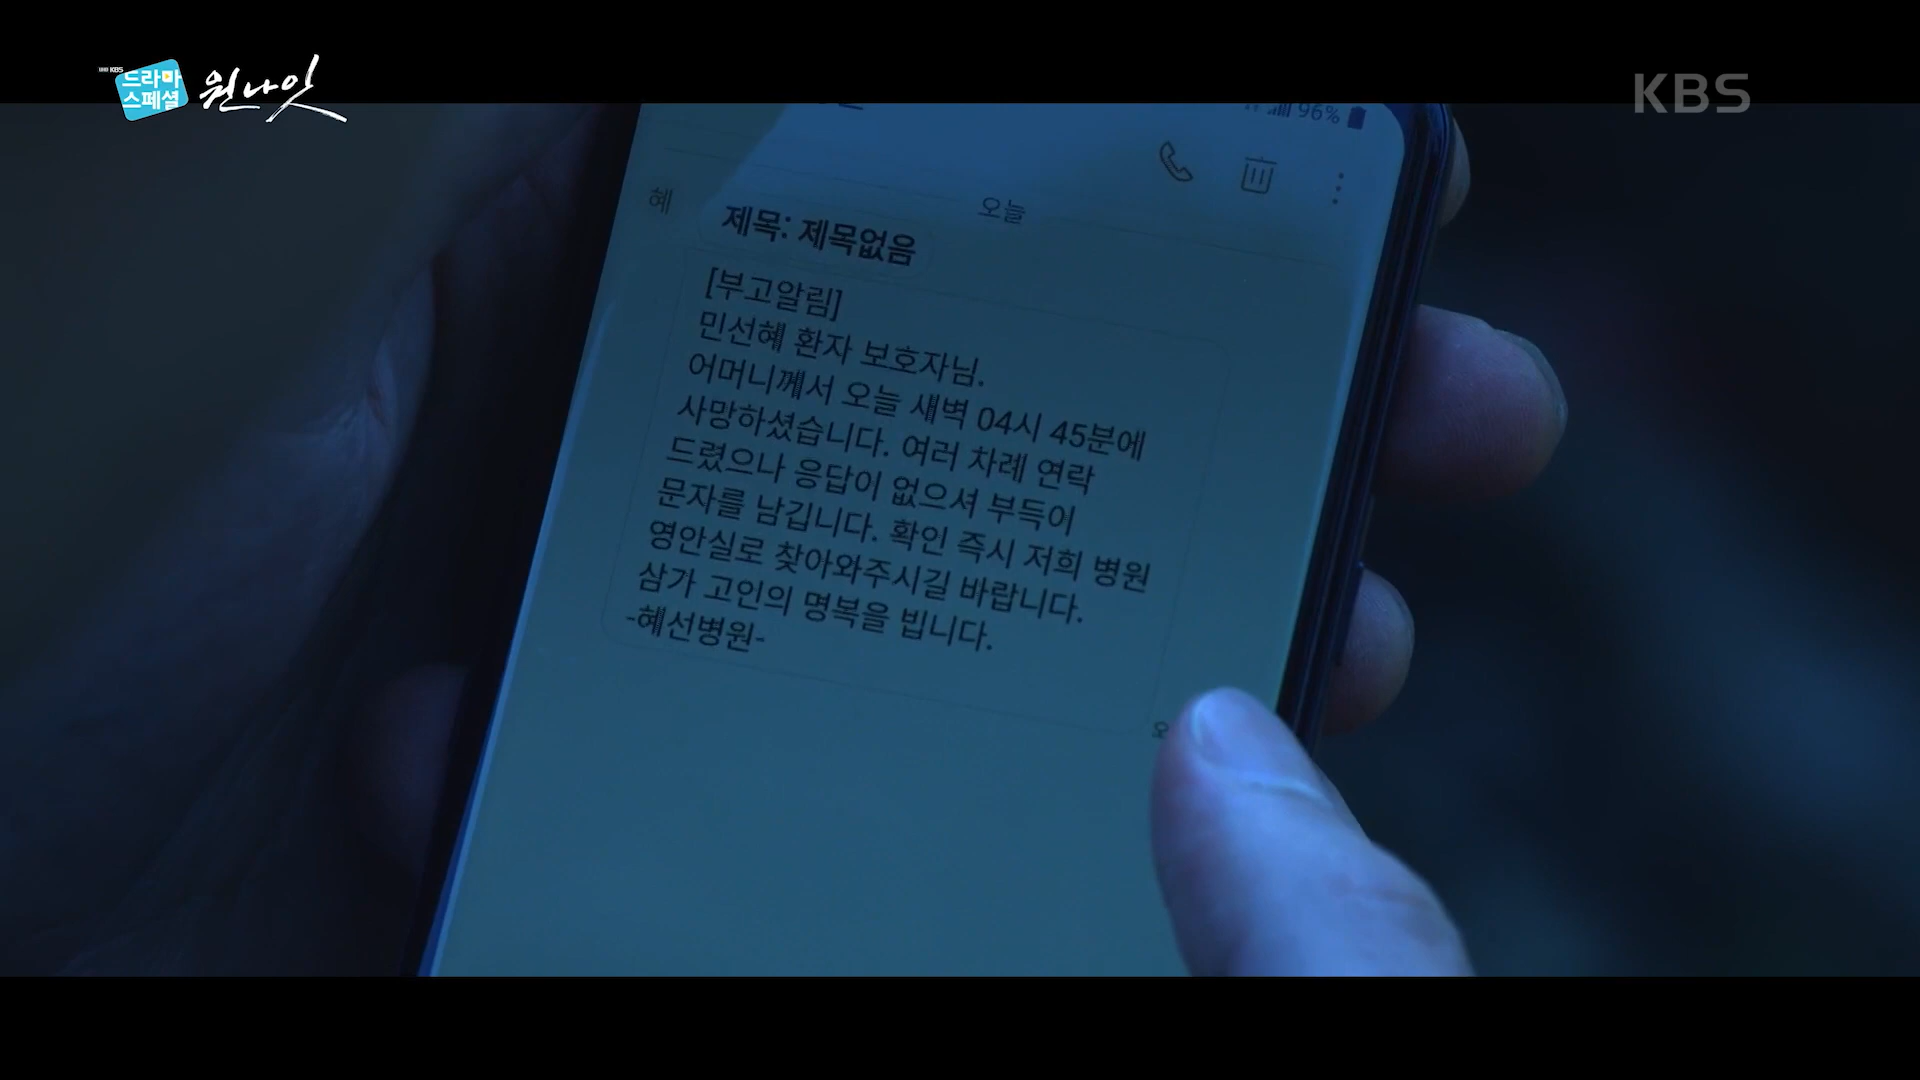 KBS
드라마
스페셜
원나잇
KBS
96%
오늘
혜
제목: 제목없음
[부고알림]
민선혜 환자 보호자님.
어머니께서 오늘 새벽 04시 45분에
사망하셨습니다. 여러 차례 연락
드렸으나 응답이 없으셔 부득이
문자를 남깁니다. 확인 즉시 저희 병원
영안실로 찾아와주시길 바랍니다.
삼가 고인의 명복을 빕니다.
-혜선병원-